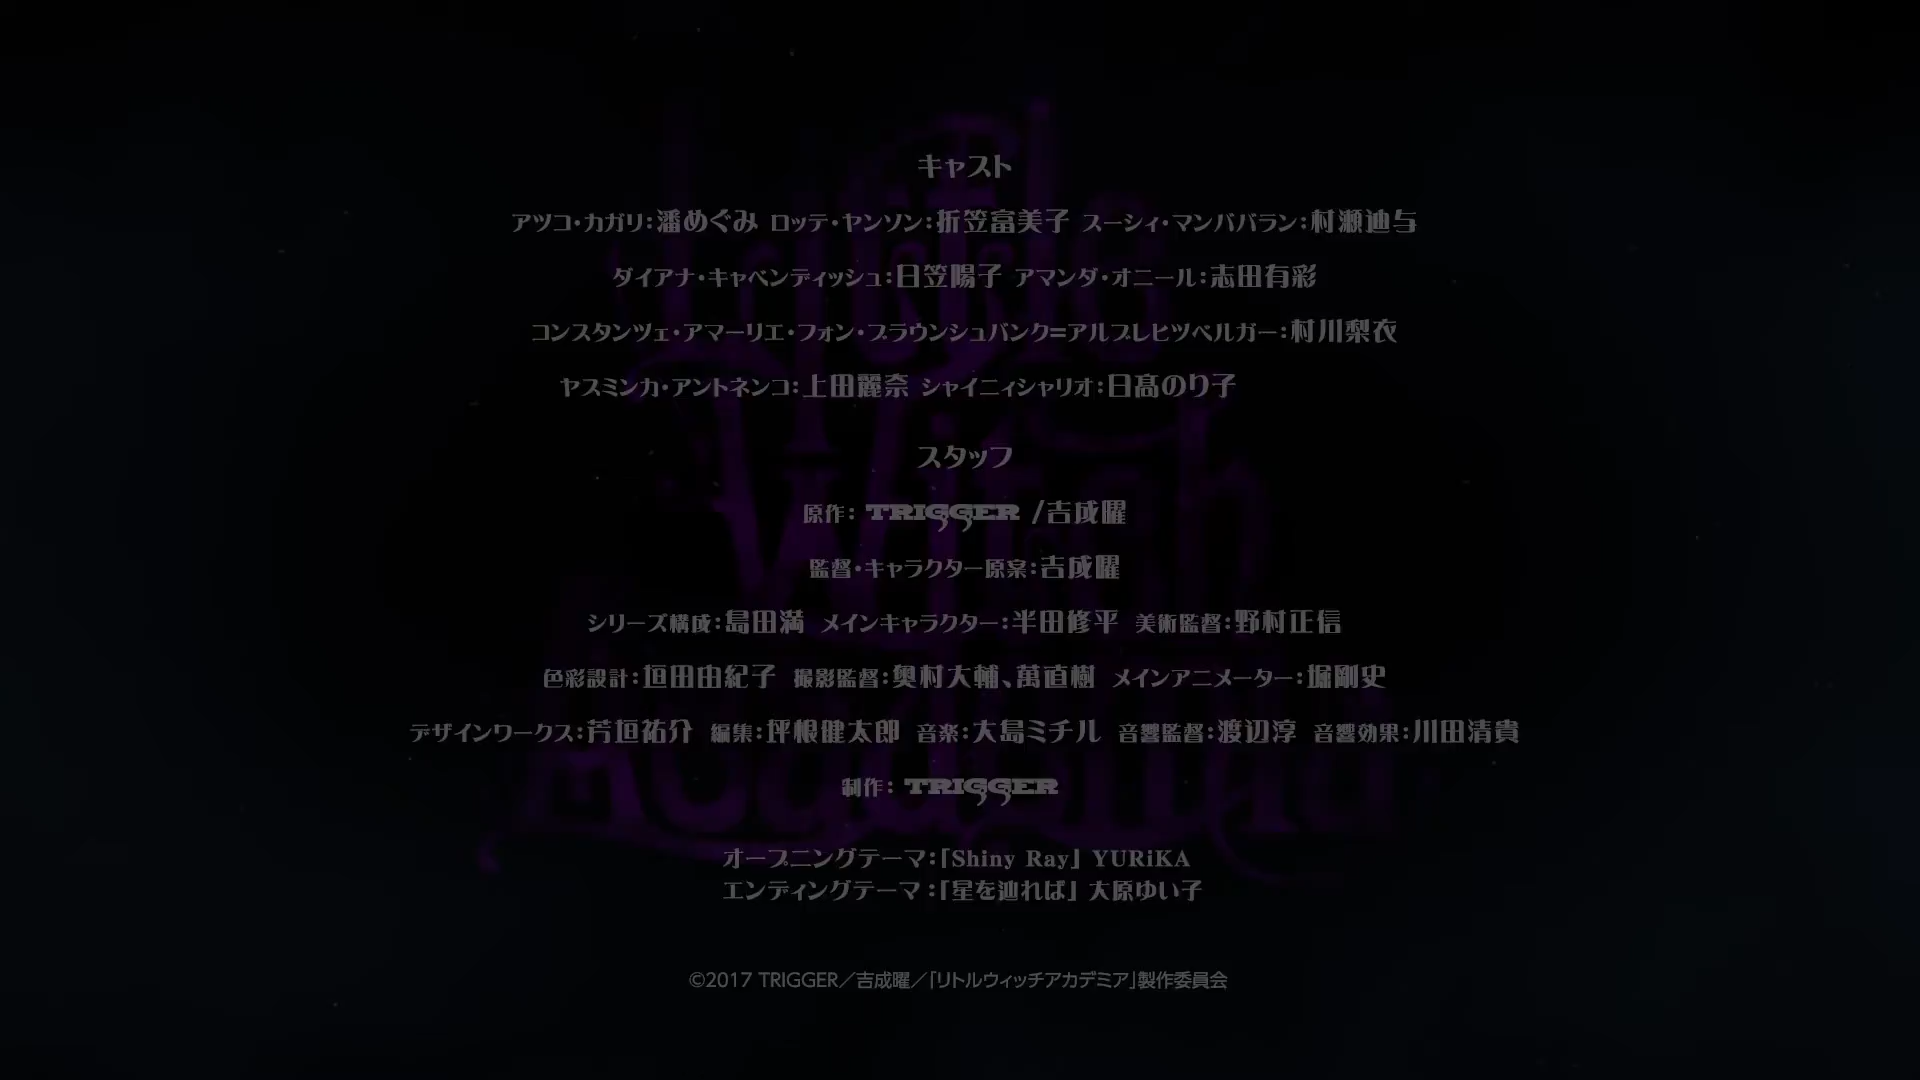 キャスト
アツコ・カガリ：潘めぐみ ロッテ・ヤンソン：折笠富美子 スーシィ・マンババラン：村瀬迪与
ダイアナ・キャベンディッシュ：日笠陽子 アマンダ・オニール：志田有彩
コンスタンツェ・アマーリエ・フォン・ブラウンシュバンク=アルブレヒツベルガー：村川梨衣
ヤスミンカ・アントネンコ：上田麗奈 シャイニィシャリオ：日髙のり子
スタッフ
原作：TRIGGER /吉成曜
監督・キャラクター原案：吉成曜
シリーズ構成：島田満 メインキャラクター：半田修平 美術監督：野村正信
色彩設計：垣田由紀子 撮影監督：奥村大輔、萬直樹 メインアニメーター：堀剛史
デザインワークス：芳垣祐介 編集：坪根健太郎 音楽：大島ミチル 音響監督：渡辺淳 音響効果：川田清貴
制作：TRIGGER
オープニングテーマ：「Shiny Ray」 YURiKA
エンディングテーマ：「星を辿れば」 大原ゆい子
©2017 TRIGGER／吉成曜／「リトルウィッチアカデミア」製作委員会
Little
Witch
Academia